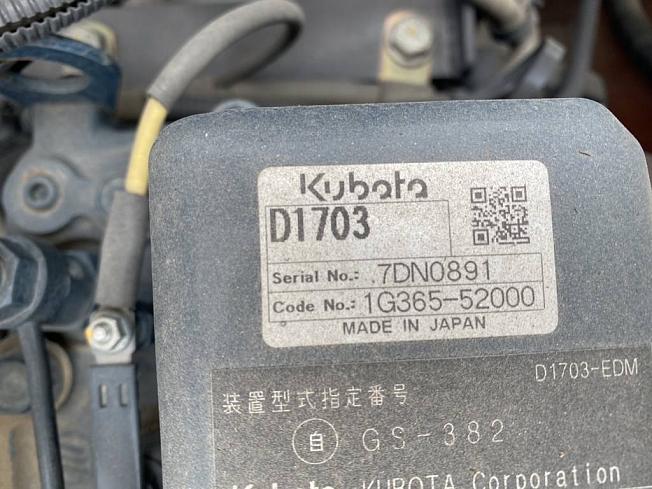 Kubota
D1703
Serial No.: 7DN0891
Code No.: 1G365-52000
MADE IN JAPAN
D1703-EDM
装置型式指定番号
自 GS-382
Kubota KUBOTA Corporation